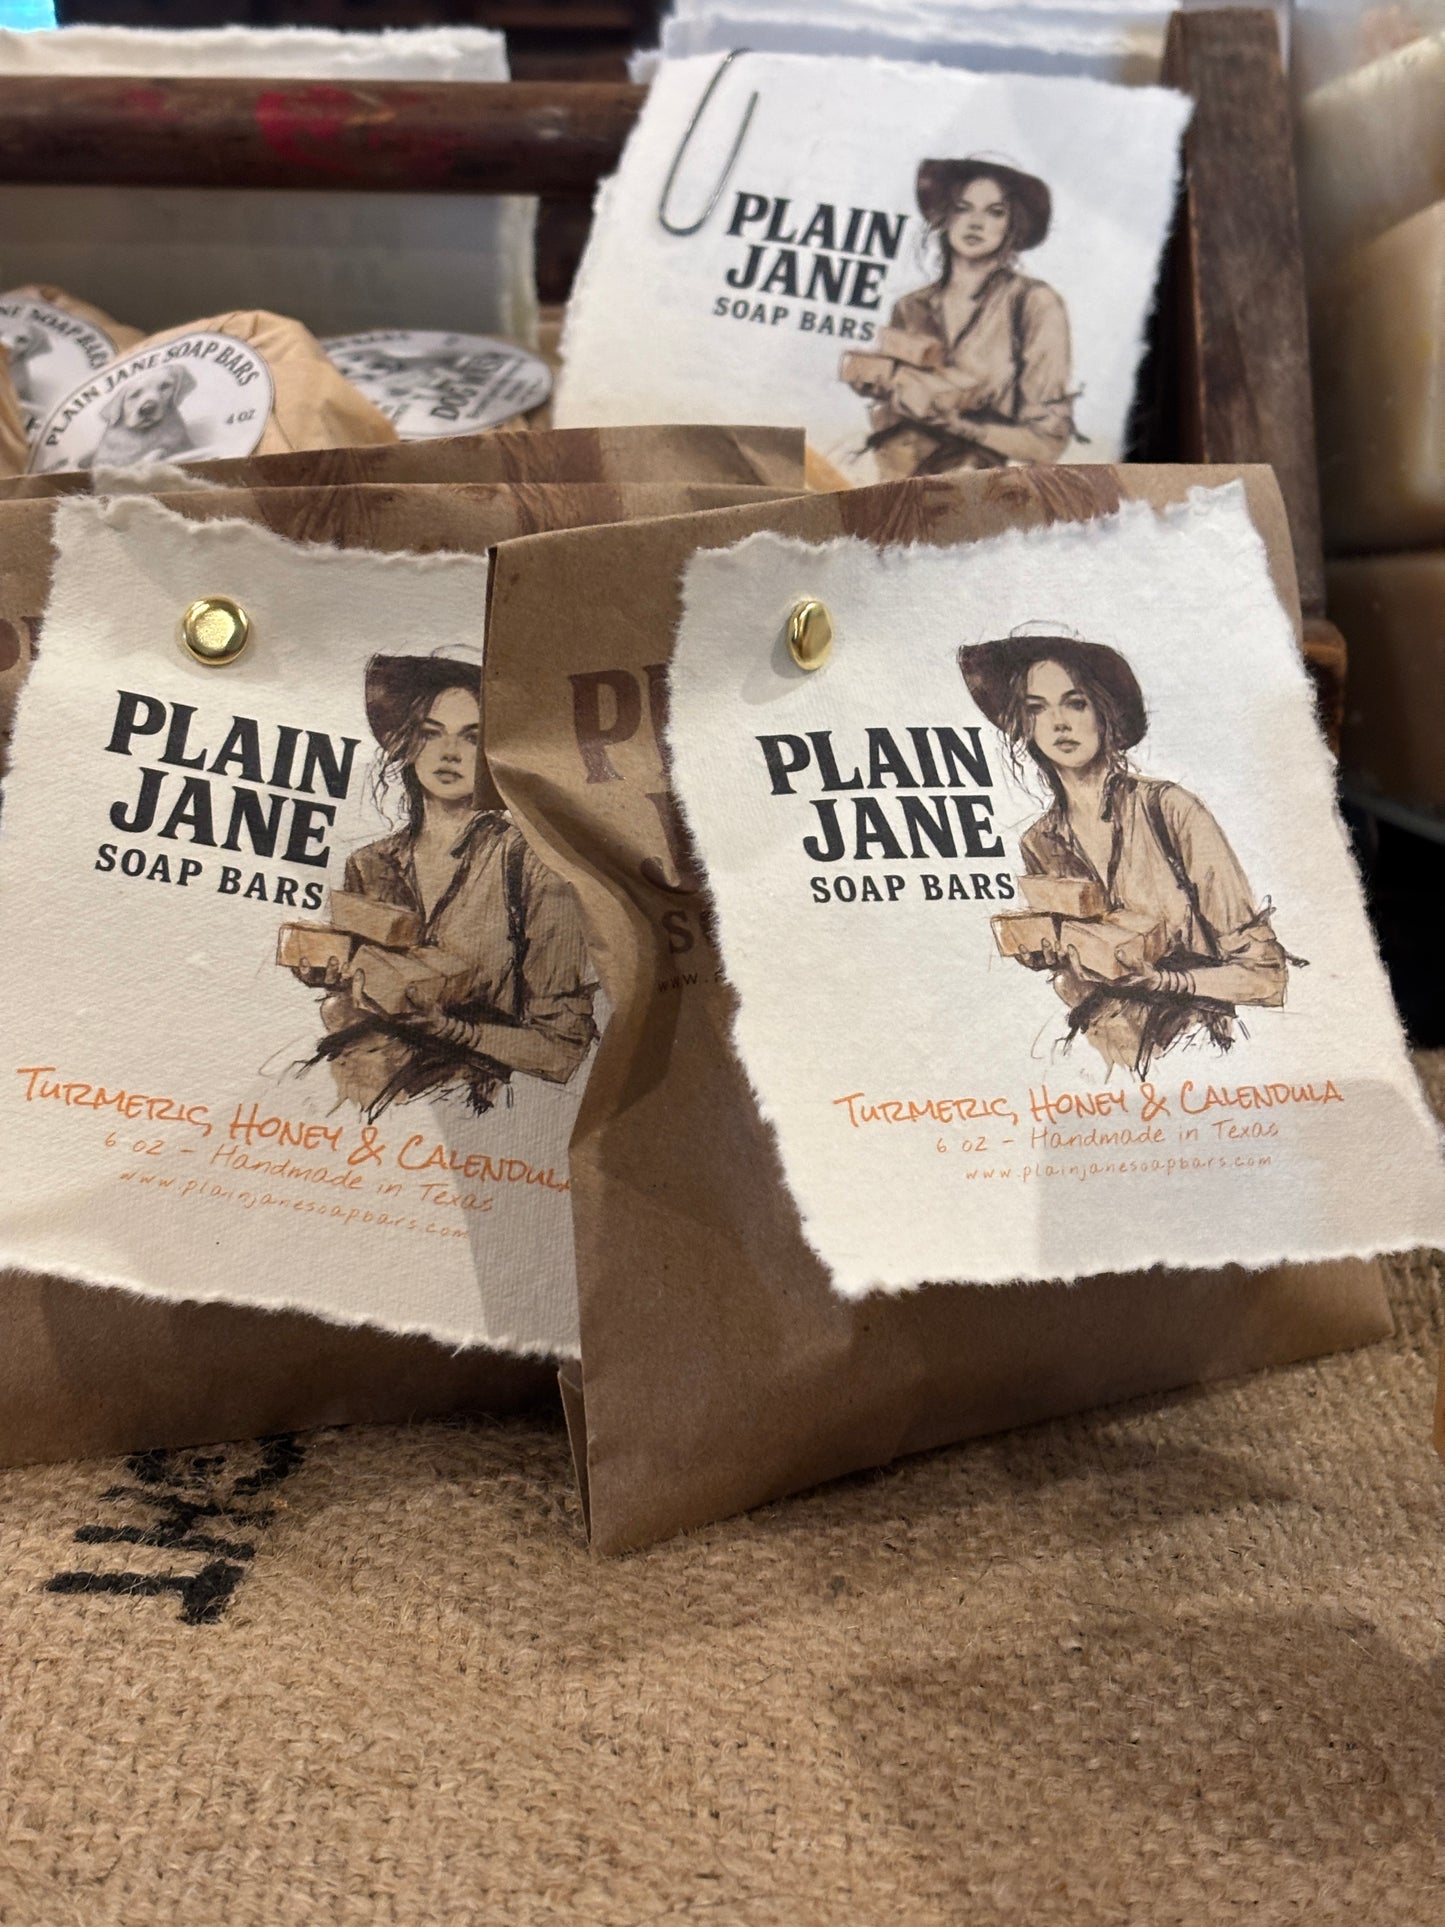 PLAIN
JANE
SOAP BARS
SOAP BARS
PLAIN JANE SOAP BARS
4 OZ
PLAIN
JANE
SOAP BARS
TURMERIC, HONEY & CALENDULA
6 oz - Handmade in Texas
www.plainjanesoapbars.com
PLAIN
JANE
SOAP BARS
TURMERIC, HONEY & CALENDULA
6 oz - Handmade in Texas
www.plainjanesoapbars.com